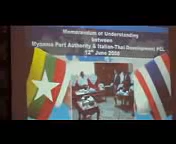 Memorandum of Understanding
between
Myanma Port Authority & Italian-Thai Development, PCL
12th June 2008